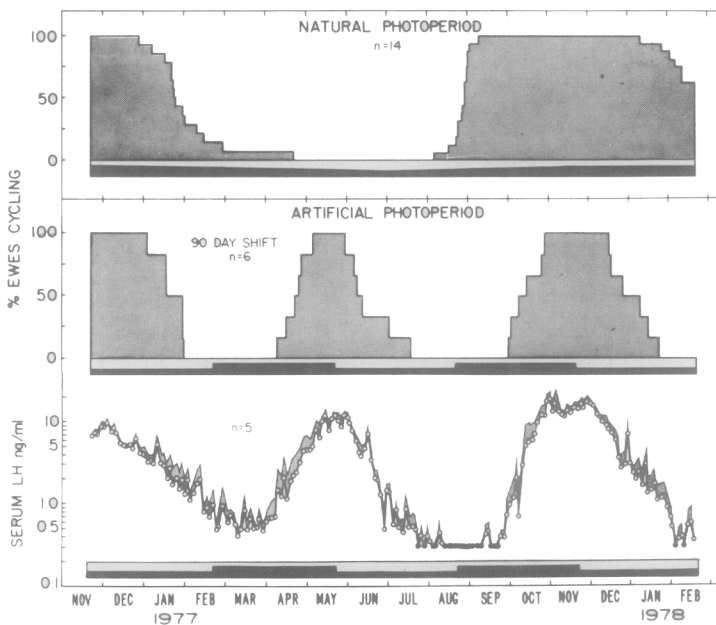 NATURAL PHOTOPERIOD
n=14
100
50
0
ARTIFICIAL PHOTOPERIOD
90 DAY SHIFT
n=6
100
50
0
% EWES CYCLING
n=5
10
5
1.0
0.5
0.1
SERUM LH ng/ml
NOV DEC JAN FEB MAR APR MAY JUN JUL AUG SEP OCT NOV DEC JAN FEB
1977 1978